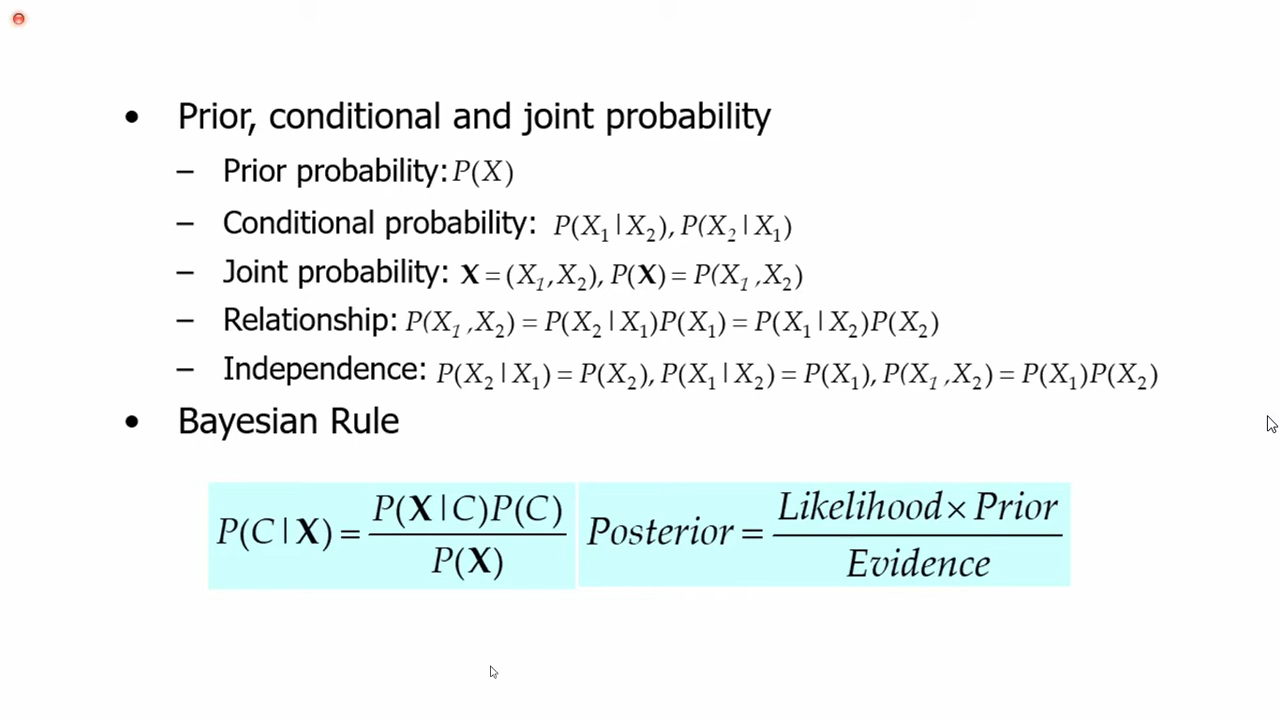 • Prior, conditional and joint probability
– Prior probability: P(X)
– Conditional probability: P(X₁|X₂), P(X₂|X₁)
– Joint probability: X = (X₁,X₂), P(X) = P(X₁,X₂)
– Relationship: P(X₁,X₂) = P(X₂|X₁)P(X₁) = P(X₁|X₂)P(X₂)
– Independence: P(X₂|X₁) = P(X₂), P(X₁|X₂) = P(X₁), P(X₁,X₂) = P(X₁)P(X₂)
• Bayesian Rule
P(C|X) = P(X|C)P(C) / P(X) Posterior = Likelihood × Prior / Evidence